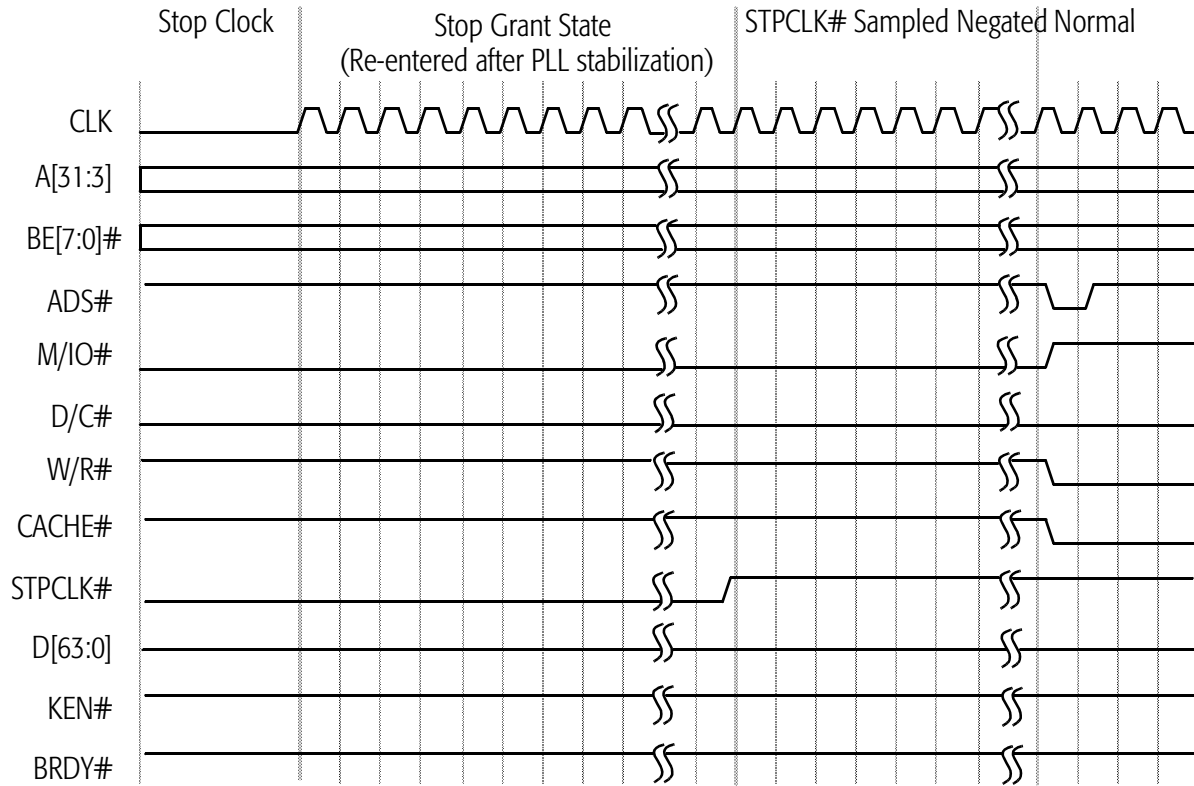 Stop Clock
Stop Grant State
(Re-entered after PLL stabilization)
STPCLK# Sampled Negated Normal
CLK
A[31:3]
BE[7:0]#
ADS#
M/IO#
D/C#
W/R#
CACHE#
STPCLK#
D[63:0]
KEN#
BRDY#